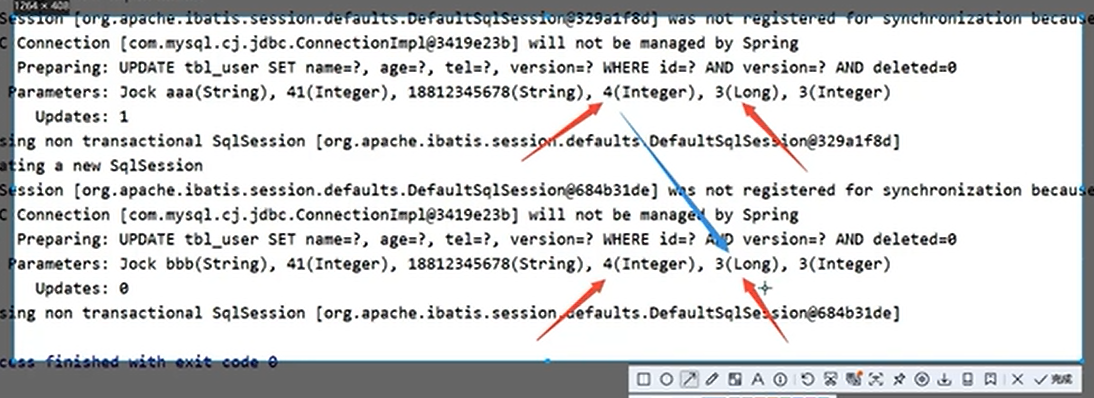 1264 × 408
Session [org.apache.ibatis.session.defaults.DefaultSqlSession@329a1f8d] was not registered for synchronization because
C Connection [com.mysql.cj.jdbc.ConnectionImpl@3419e23b] will not be managed by Spring
Preparing: UPDATE tbl_user SET name=?, age=?, tel=?, version=? WHERE id=? AND version=? AND deleted=0
Parameters: Jock aaa(String), 41(Integer), 18812345678(String), 4(Integer), 3(Long), 3(Integer)
Updates: 1
sing non transactional SqlSession [org.apache.ibatis.session.defaults.DefaultSqlSession@329a1f8d]
ating a new SqlSession
Session [org.apache.ibatis.session.defaults.DefaultSqlSession@684b31de] was not registered for synchronization because
C Connection [com.mysql.cj.jdbc.ConnectionImpl@3419e23b] will not be managed by Spring
Preparing: UPDATE tbl_user SET name=?, age=?, tel=?, version=? WHERE id=? AND version=? AND deleted=0
Parameters: Jock bbb(String), 41(Integer), 18812345678(String), 4(Integer), 3(Long), 3(Integer)
Updates: 0
sing non transactional SqlSession [org.apache.ibatis.session.defaults.DefaultSqlSession@684b31de]
cess finished with exit code 0
完成